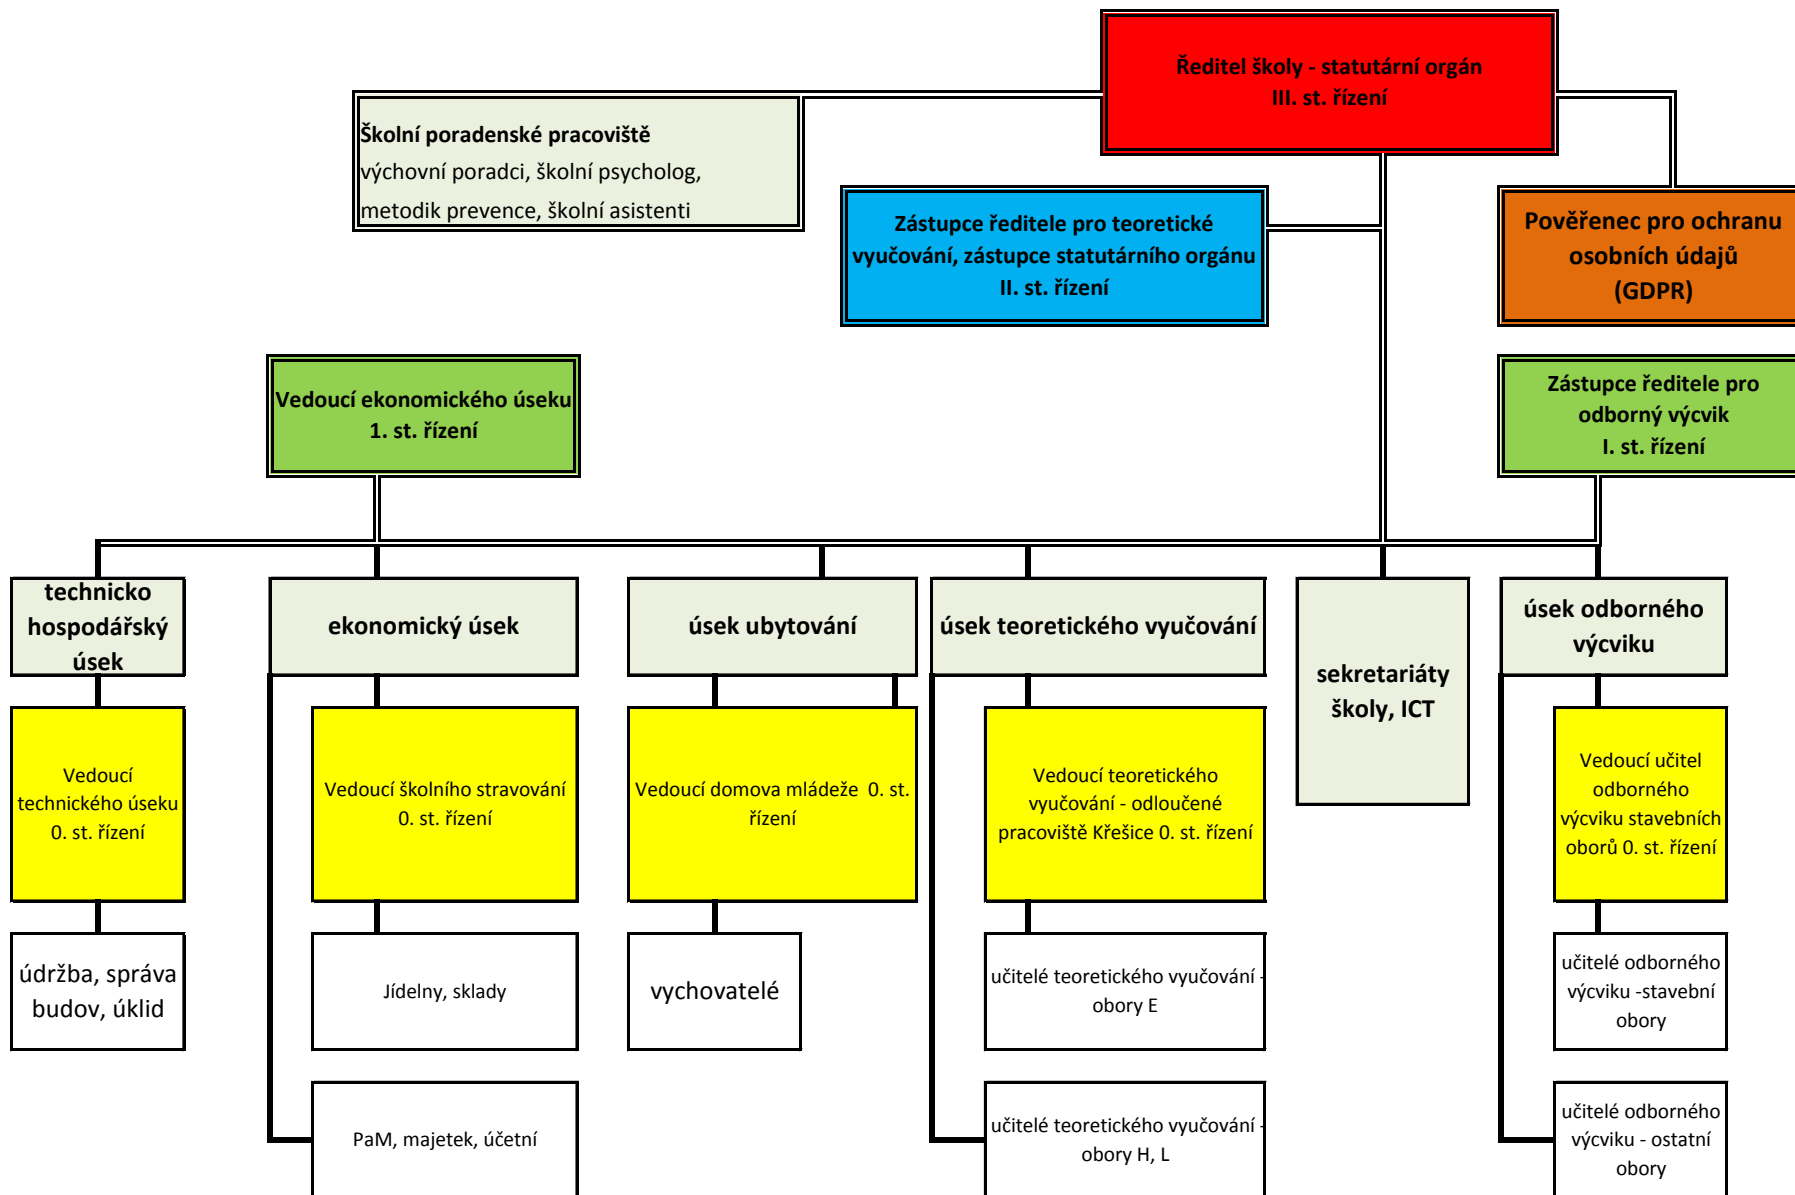 Ředitel školy - statutární orgán
III. st. řízení
Školní poradenské pracoviště
výchovní poradci, školní psycholog,
metodik prevence, školní asistenti
Zástupce ředitele pro teoretické
vyučování, zástupce statutárního orgánu
II. st. řízení
Pověřenec pro ochranu
osobních údajů
(GDPR)
Vedoucí ekonomického úseku
1. st. řízení
Zástupce ředitele pro
odborný výcvik
I. st. řízení
technicko
hospodářský
úsek
ekonomický úsek
úsek ubytování
úsek teoretického vyučování
sekretariáty
školy, ICT
úsek odborného
výcviku
Vedoucí
technického úseku
0. st. řízení
Vedoucí školního stravování
0. st. řízení
Vedoucí domova mládeže  0. st.
řízení
Vedoucí teoretického
vyučování - odloučené
pracoviště Křešice 0. st. řízení
Vedoucí učitel
odborného
výcviku stavebních
oborů 0. st. řízení
údržba, správa
budov, úklid
Jídelny, sklady
vychovatelé
učitelé teoretického vyučování -
obory E
učitelé odborného
výcviku -stavební
obory
PaM, majetek, účetní
učitelé teoretického vyučování -
obory H, L
učitelé odborného
výcviku - ostatní
obory